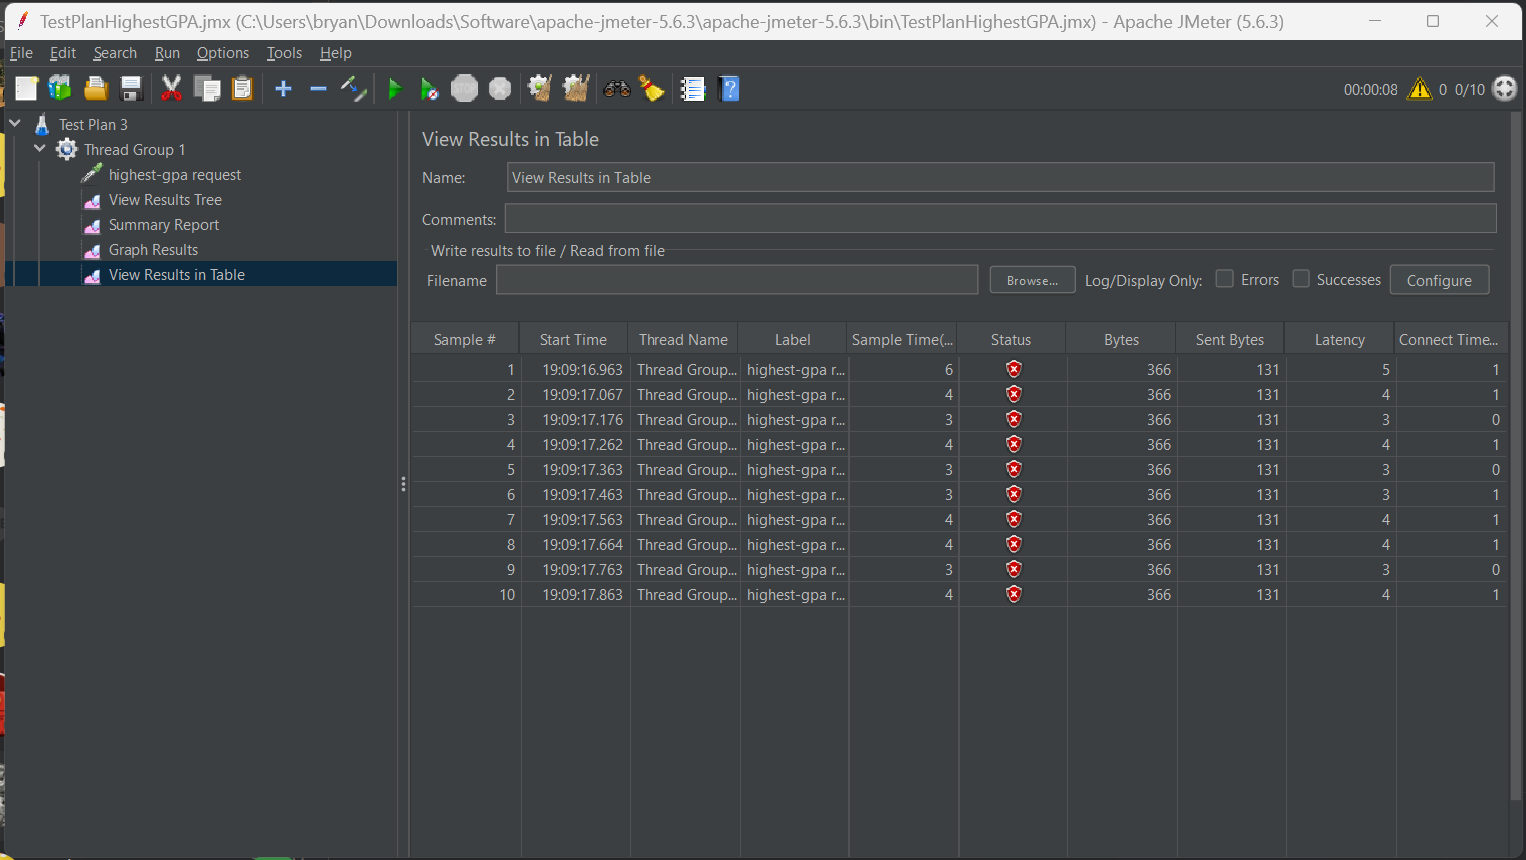 TestPlanHighestGPA.jmx (C:\Users\bryan\Downloads\Software\apache-jmeter-5.6.3\apache-jmeter-5.6.3\bin\TestPlanHighestGPA.jmx) - Apache JMeter (5.6.3)
File Edit Search Run Options Tools Help
STOP ? 00:00:08 0 0/10
Test Plan 3
Thread Group 1
highest-gpa request
View Results Tree
Summary Report
Graph Results
View Results in Table
View Results in Table
Name: View Results in Table
Comments:
Write results to file / Read from file
Filename Browse... Log/Display Only: Errors Successes Configure
Sample # Start Time Thread Name Label Sample Time(... Status Bytes Sent Bytes Latency Connect Time...
1 19:09:16.963 Thread Group... highest-gpa r... 6 366 131 5 1
2 19:09:17.067 Thread Group... highest-gpa r... 4 366 131 4 1
3 19:09:17.176 Thread Group... highest-gpa r... 3 366 131 3 0
4 19:09:17.262 Thread Group... highest-gpa r... 4 366 131 4 1
5 19:09:17.363 Thread Group... highest-gpa r... 3 366 131 3 0
6 19:09:17.463 Thread Group... highest-gpa r... 3 366 131 3 1
7 19:09:17.563 Thread Group... highest-gpa r... 4 366 131 4 1
8 19:09:17.664 Thread Group... highest-gpa r... 4 366 131 4 1
9 19:09:17.763 Thread Group... highest-gpa r... 3 366 131 3 0
10 19:09:17.863 Thread Group... highest-gpa r... 4 366 131 4 1